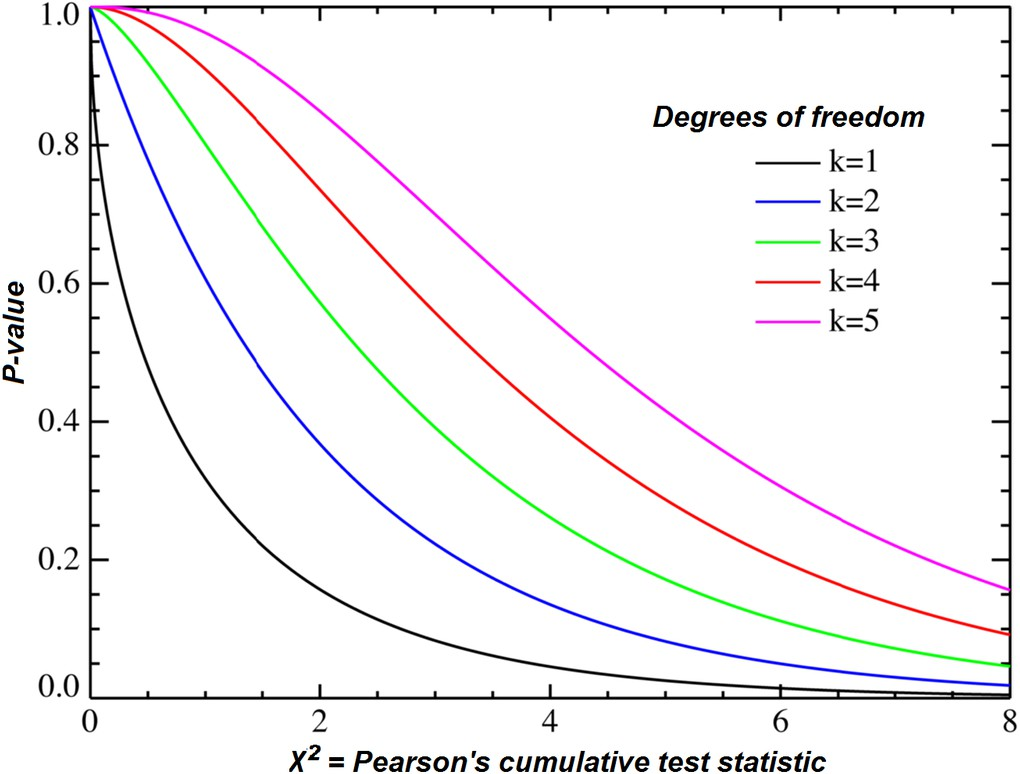 1.0
0.8
0.6
0.4
0.2
0.0
P-value
Degrees of freedom
k=1
k=2
k=3
k=4
k=5
0 2 4 6 8
X² = Pearson's cumulative test statistic